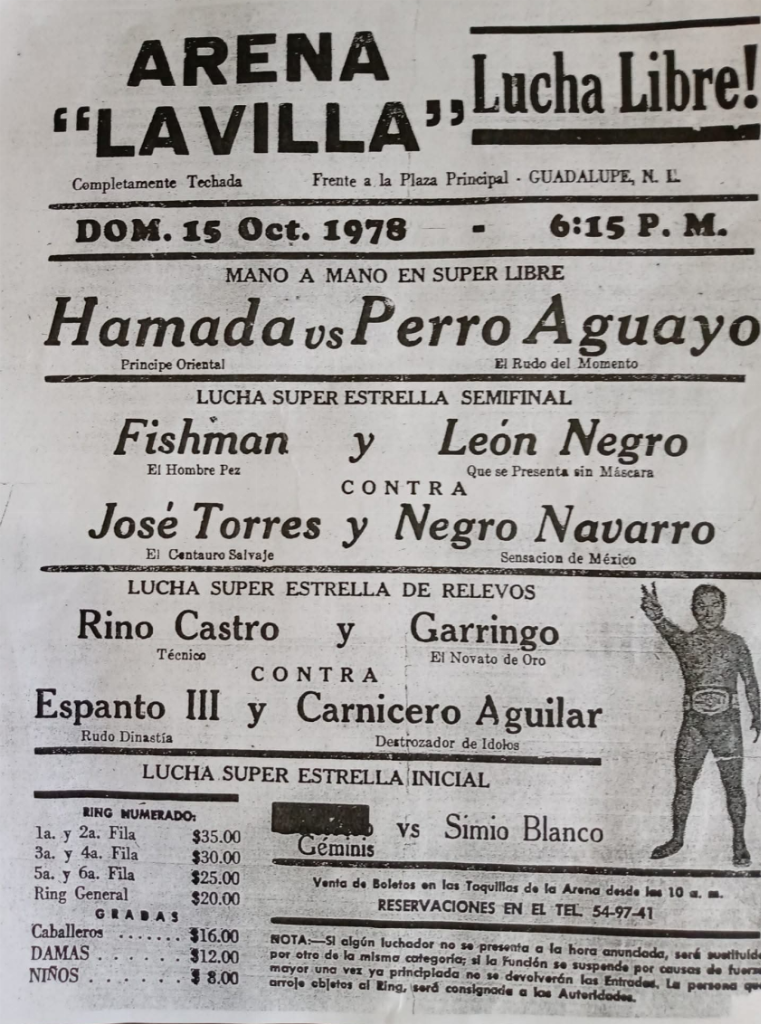 ARENA
"LA VILLA"
Lucha Libre!
Completamente Techada
Frente a la Plaza Principal - GUADALUPE, N. L.
DOM. 15 Oct. 1978 - 6:15 P. M.
MANO A MANO EN SUPER LIBRE
Hamada vs Perro Aguayo
Principe Oriental
El Rudo del Momento
LUCHA SUPER ESTRELLA SEMIFINAL
Fishman y León Negro
El Hombre Pez
Que se Presenta sin Máscara
CONTRA
José Torres y Negro Navarro
El Centauro Salvaje
Sensacion de México
LUCHA SUPER ESTRELLA DE RELEVOS
Rino Castro y Garringo
Técnico
El Novato de Oro
CONTRA
Espanto III y Carnicero Aguilar
Rudo Dinastía
Destrozador de Idolos
LUCHA SUPER ESTRELLA INICIAL
Géminis vs Simio Blanco
RING NUMERADO:
1a. y 2a. Fila $35.00
3a. y 4a. Fila $30.00
5a. y 6a. Fila $25.00
Ring General $20.00
GRADAS
Caballeros ....... $16.00
DAMAS ......... $12.00
NIÑOS ......... $ 8.00
Venta de Boletos en las Taquillas de la Arena desde las 10 a. m.
RESERVACIONES EN EL TEL. 54-97-41
NOTA:—Si algún luchador no se presenta a la hora anunciada, será
por otro de la misma categoría; si la Función se suspende por causas de
mayor una vez ya principiada no se devolverán las Entradas. La persona
arroje objetos al Ring, será consignada a las Autoridades.